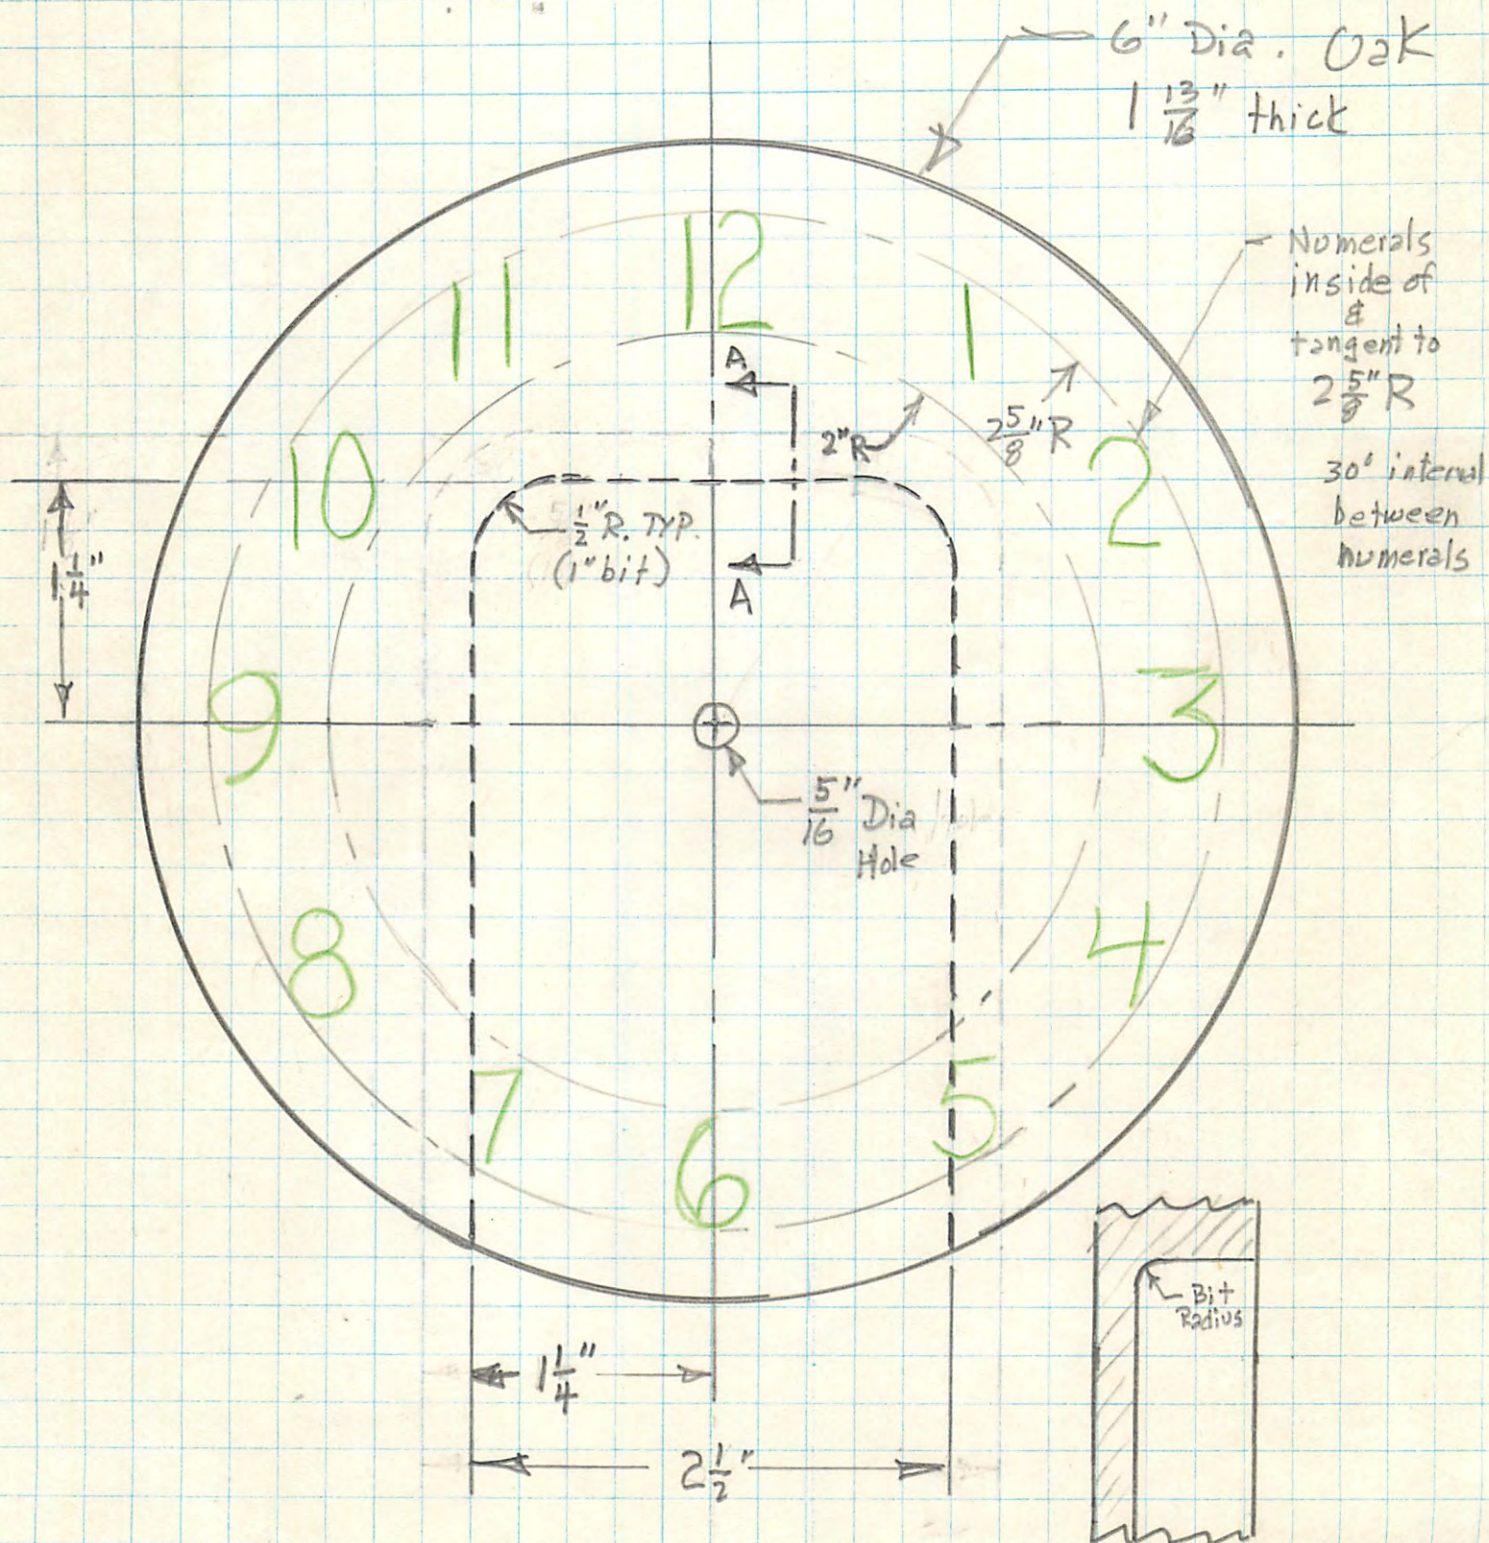 6" Dia. Oak
1 13/16" thick
Numerals
inside of
&
tangent to
2 5/8" R
30° interval
between
numerals
12
11
1
A
2"R
2 5/8"R
10
2
1/2"R. TYP.
(1" bit)
1 1/4"
A
9
3
5/16" Dia
Hole
8
4
7
5
6
Bit
Radius
1 1/4"
2 1/2"